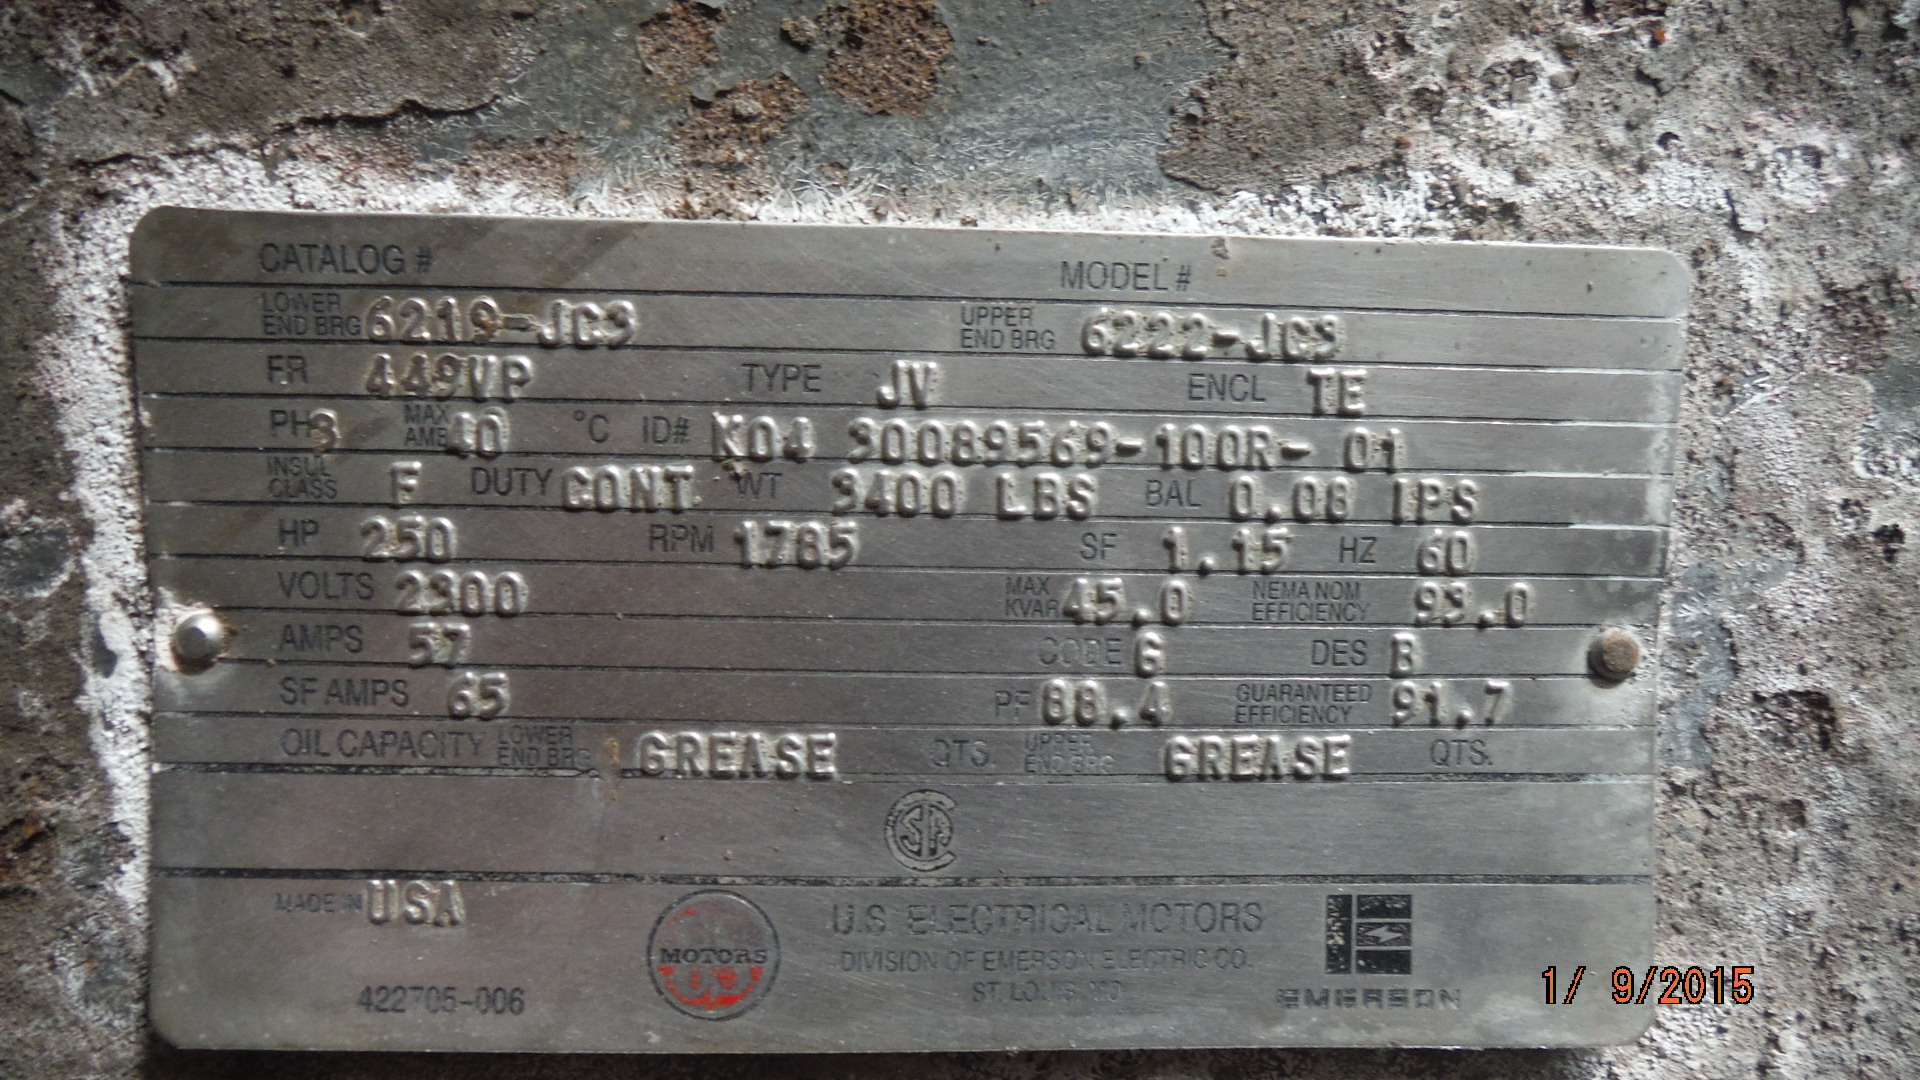 CATALOG # MODEL #
LOWER END BRG 6219-JC3 UPPER END BRG 6222-JC3
FR 449VP TYPE JV ENCL TE
PH 3 MAX AMB 40 °C ID# K04 30089569-100R- 01
INSUL CLASS F DUTY CONT WT 3400 LBS BAL 0.08 IPS
HP 250 RPM 1785 SF 1.15 HZ 60
VOLTS 2300 MAX KVAR 45.0 NEMA NOM EFFICIENCY 93.0
AMPS 57 CODE G DES B
SF AMPS 65 PF 88.4 GUARANTEED EFFICIENCY 91.7
OIL CAPACITY LOWER END BRG GREASE QTS. UPPER END BRG GREASE QTS.
SA
MADE IN USA
MOTORS
U.S. ELECTRICAL MOTORS
DIVISION OF EMERSON ELECTRIC CO.
ST. LOUIS, MO
EMERSON
422705-006
1/ 9/2015